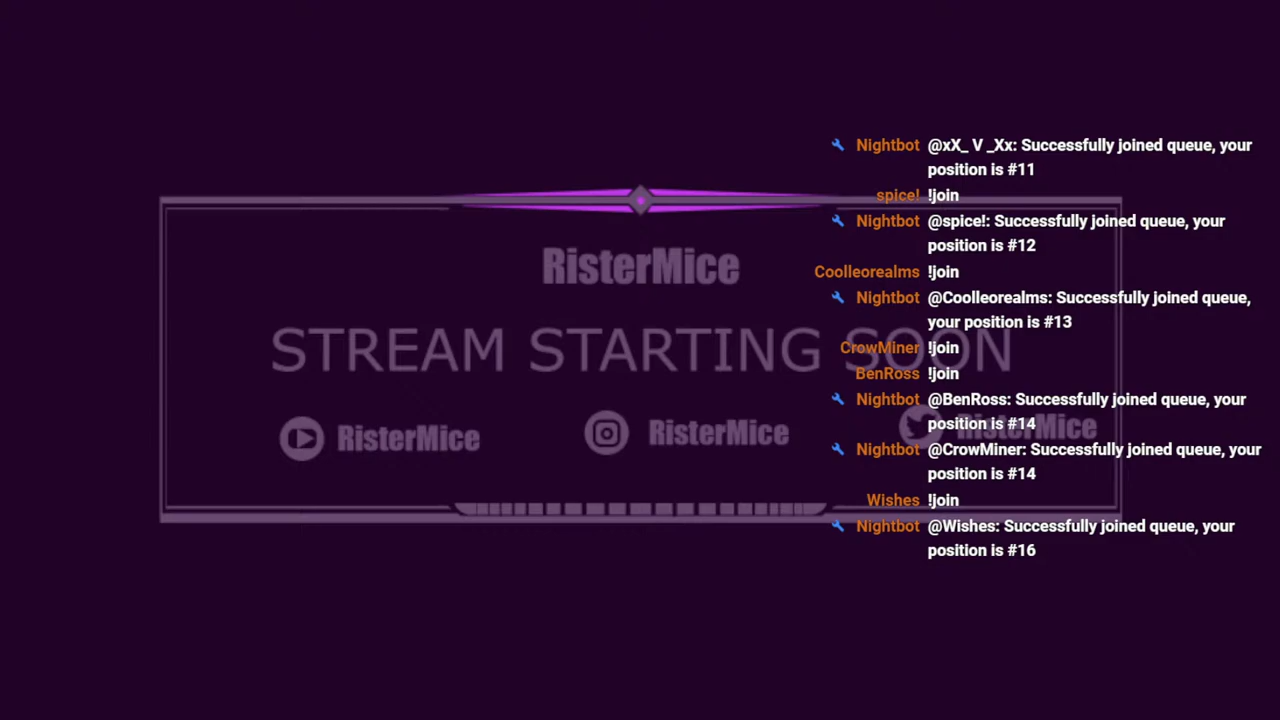 RisterMice
STREAM STARTING SOON
RisterMice
RisterMice
RisterMice
Nightbot @xX_ V _Xx: Successfully joined queue, your
position is #11
spice! !join
Nightbot @spice!: Successfully joined queue, your
position is #12
Coolleorealms !join
Nightbot @Coolleorealms: Successfully joined queue,
your position is #13
CrowMiner !join
BenRoss !join
Nightbot @BenRoss: Successfully joined queue, your
position is #14
Nightbot @CrowMiner: Successfully joined queue, your
position is #14
Wishes !join
Nightbot @Wishes: Successfully joined queue, your
position is #16